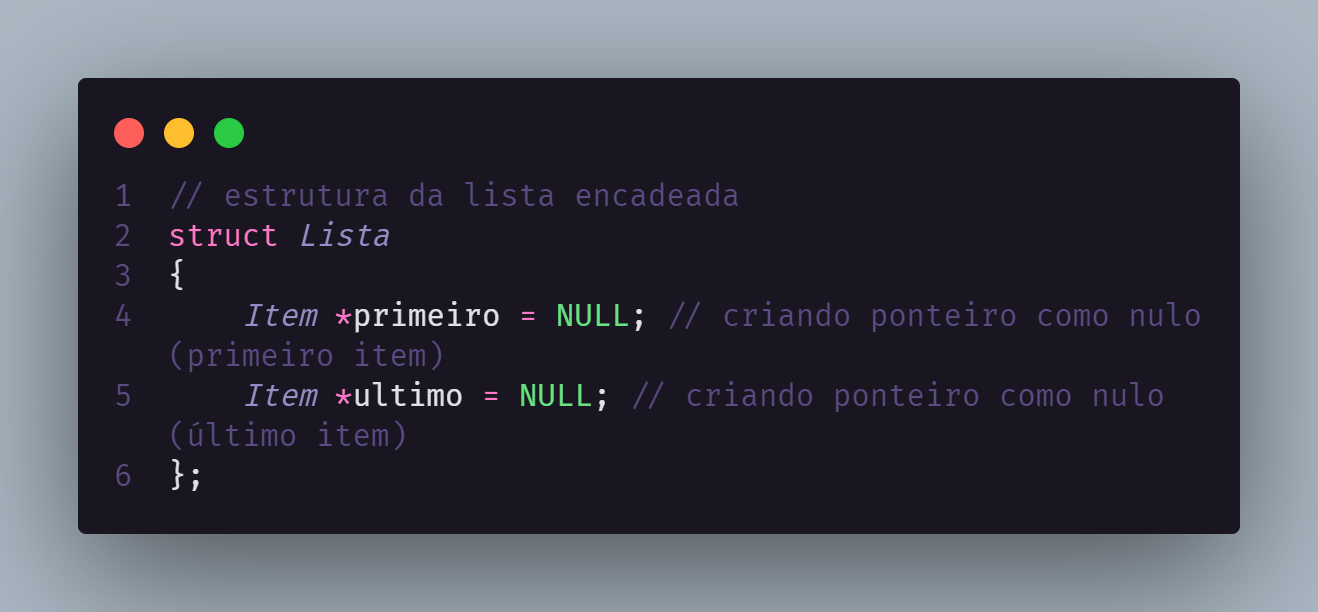 1 // estrutura da lista encadeada
2 struct Lista
3 {
4     Item *primeiro = NULL; // criando ponteiro como nulo
(primeiro item)
5     Item *ultimo = NULL; // criando ponteiro como nulo
(último item)
6 };